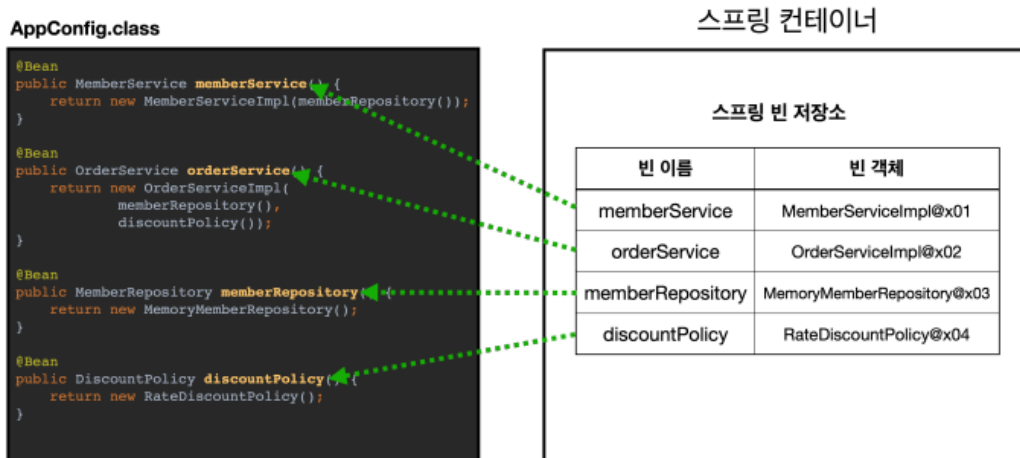 AppConfig.class
@Bean
public MemberService memberService() {
    return new MemberServiceImpl(memberRepository());
}
@Bean
public OrderService orderService() {
    return new OrderServiceImpl(
            memberRepository(),
            discountPolicy());
}
@Bean
public MemberRepository memberRepository() {
    return new MemoryMemberRepository();
}
@Bean
public DiscountPolicy discountPolicy() {
    return new RateDiscountPolicy();
}
스프링 컨테이너
스프링 빈 저장소
빈 이름 빈 객체
memberService MemberServiceImpl@x01
orderService OrderServiceImpl@x02
memberRepository MemoryMemberRepository@x03
discountPolicy RateDiscountPolicy@x04